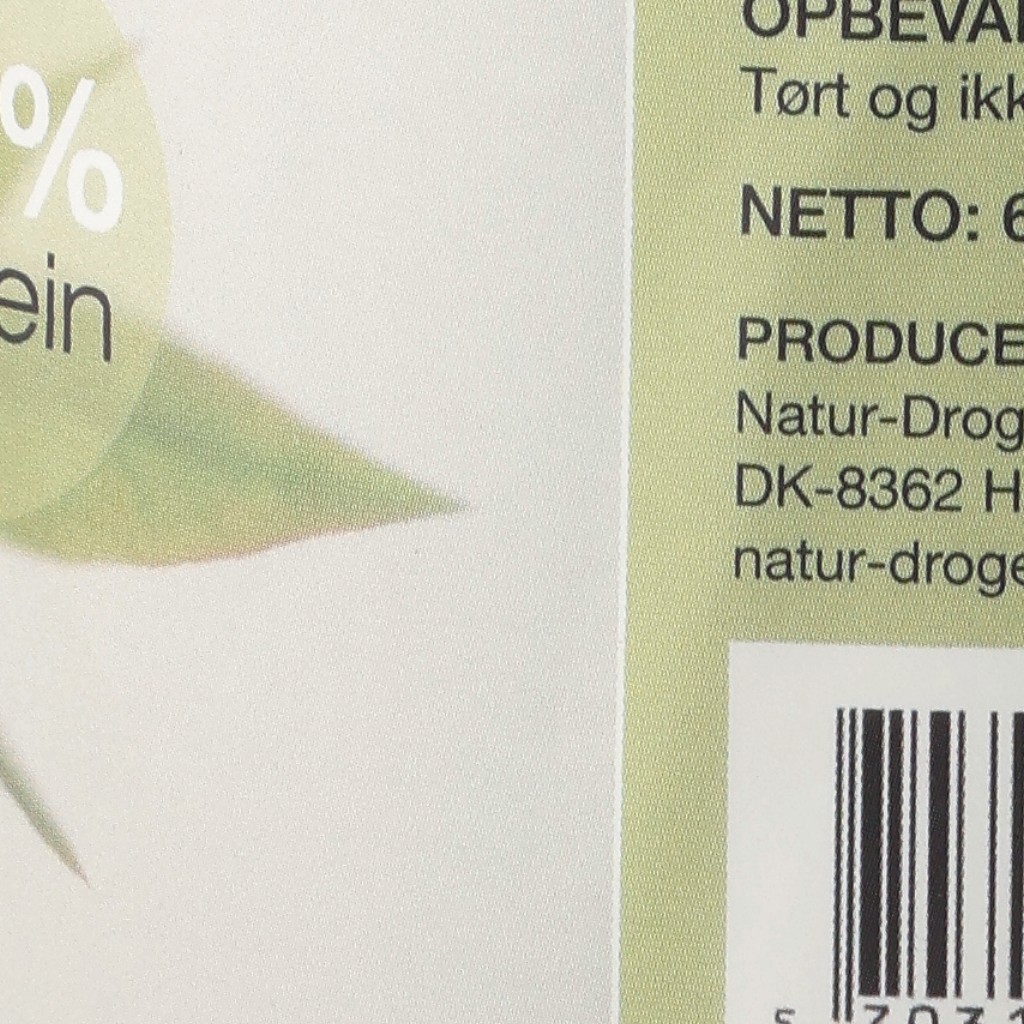 %
ein
OPBEVA
Tørt og ikk
NETTO: 6
PRODUCE
Natur-Drog
DK-8362 H
natur-droge